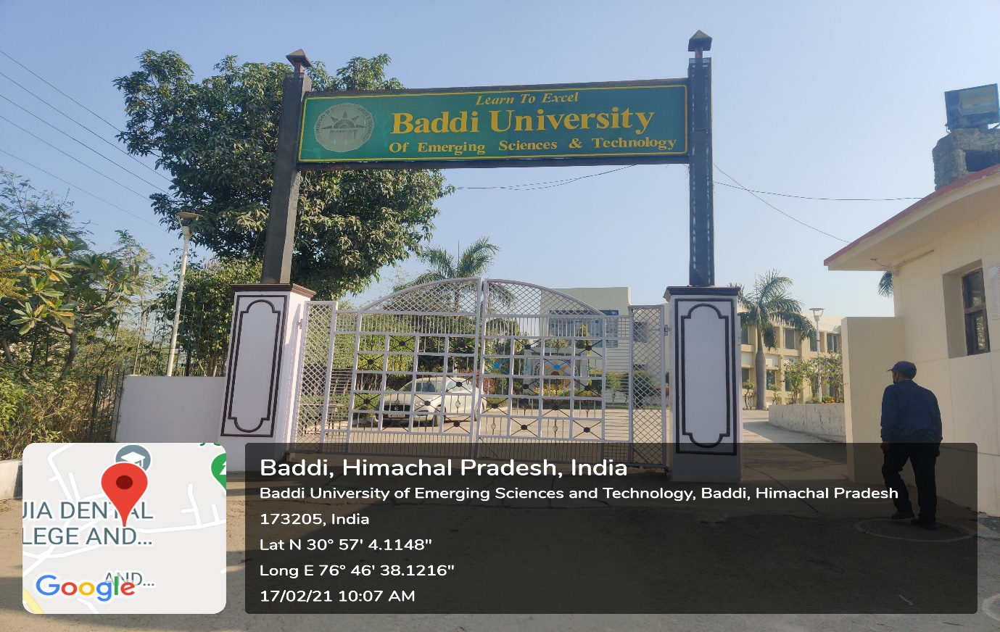 Learn To Excel
Baddi University
Of Emerging Sciences & Technology
Baddi, Himachal Pradesh, India
Baddi University of Emerging Sciences and Technology, Baddi, Himachal Pradesh
173205, India
Lat N 30° 57' 4.1148"
Long E 76° 46' 38.1216"
17/02/21 10:07 AM
JIA DENTAL
LEGE AND...
AND...
Google